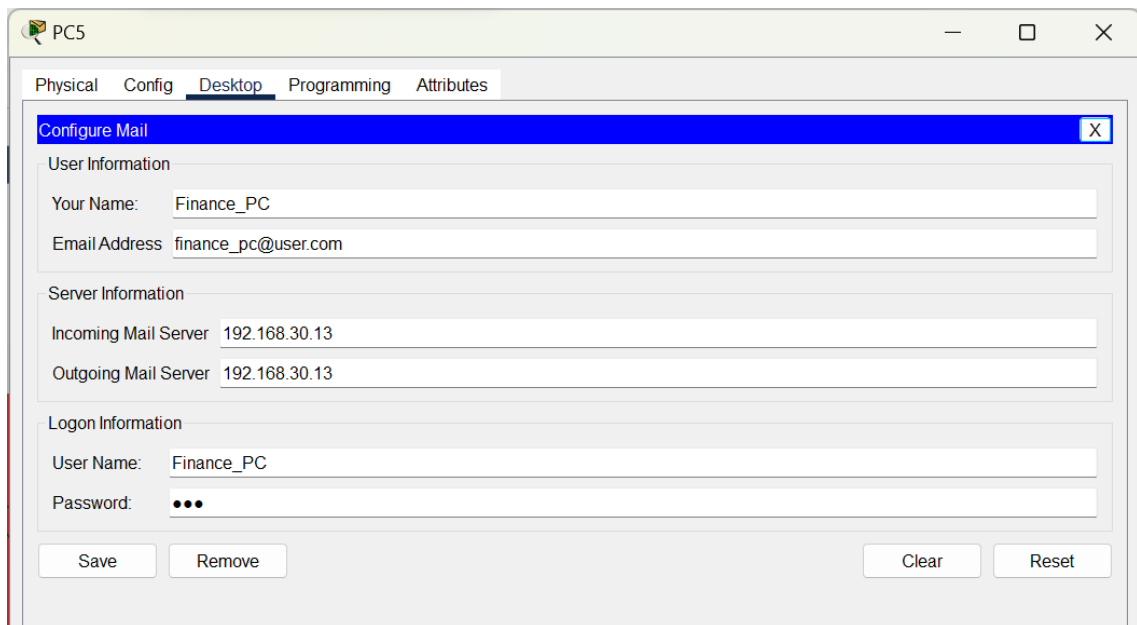 PC5
Physical Config Desktop Programming Attributes
Configure Mail X
User Information
Your Name: Finance_PC
Email Address finance_pc@user.com
Server Information
Incoming Mail Server 192.168.30.13
Outgoing Mail Server 192.168.30.13
Logon Information
User Name: Finance_PC
Password: ●●●
Save Remove Clear Reset